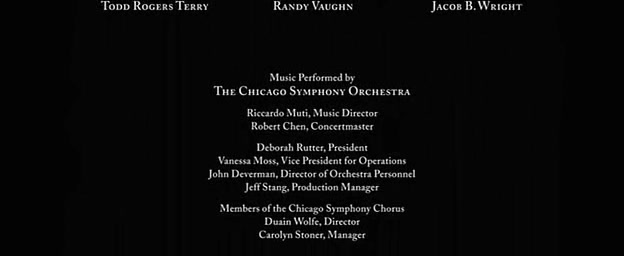 Todd Rogers Terry Randy Vaughn Jacob B. Wright
Music Performed by
The Chicago Symphony Orchestra
Riccardo Muti, Music Director
Robert Chen, Concertmaster
Deborah Rutter, President
Vanessa Moss, Vice President for Operations
John Deverman, Director of Orchestra Personnel
Jeff Stang, Production Manager
Members of the Chicago Symphony Chorus
Duain Wolfe, Director
Carolyn Stoner, Manager